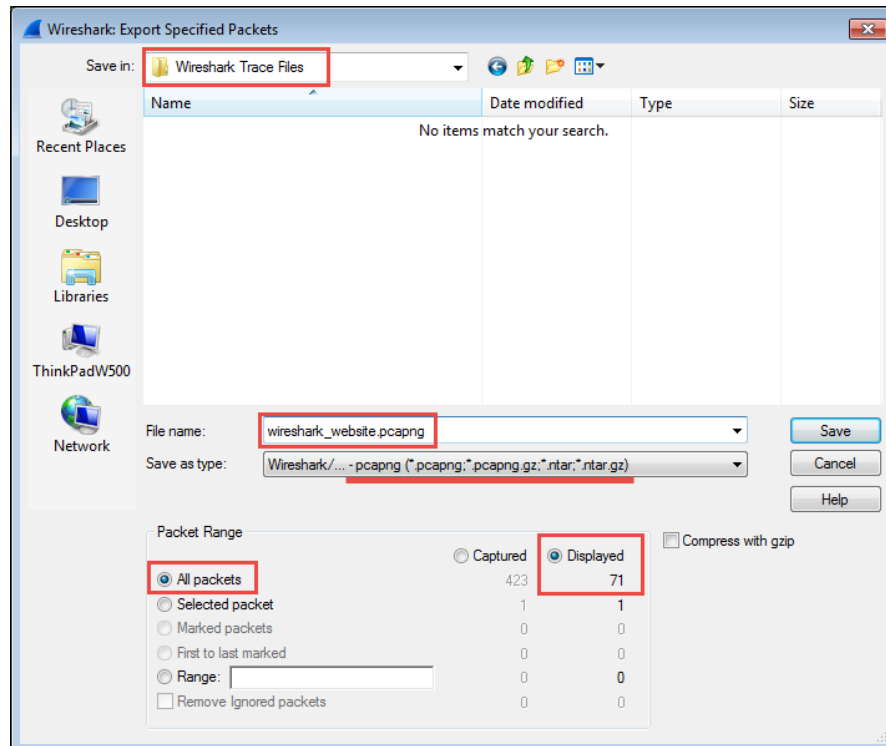 Wireshark: Export Specified Packets
Save in: Wireshark Trace Files
Name Date modified Type Size
No items match your search.
Recent Places
Desktop
Libraries
ThinkPadW500
Network
File name: wireshark_website.pcapng Save
Save as type: Wireshark/... - pcapng (*.pcapng;*.pcapng.gz;*.ntar;*.ntar.gz) Cancel
Help
Packet Range
Captured Displayed Compress with gzip
All packets 423 71
Selected packet 1 1
Marked packets 0 0
First to last marked 0 0
Range: 0 0
Remove Ignored packets 0 0